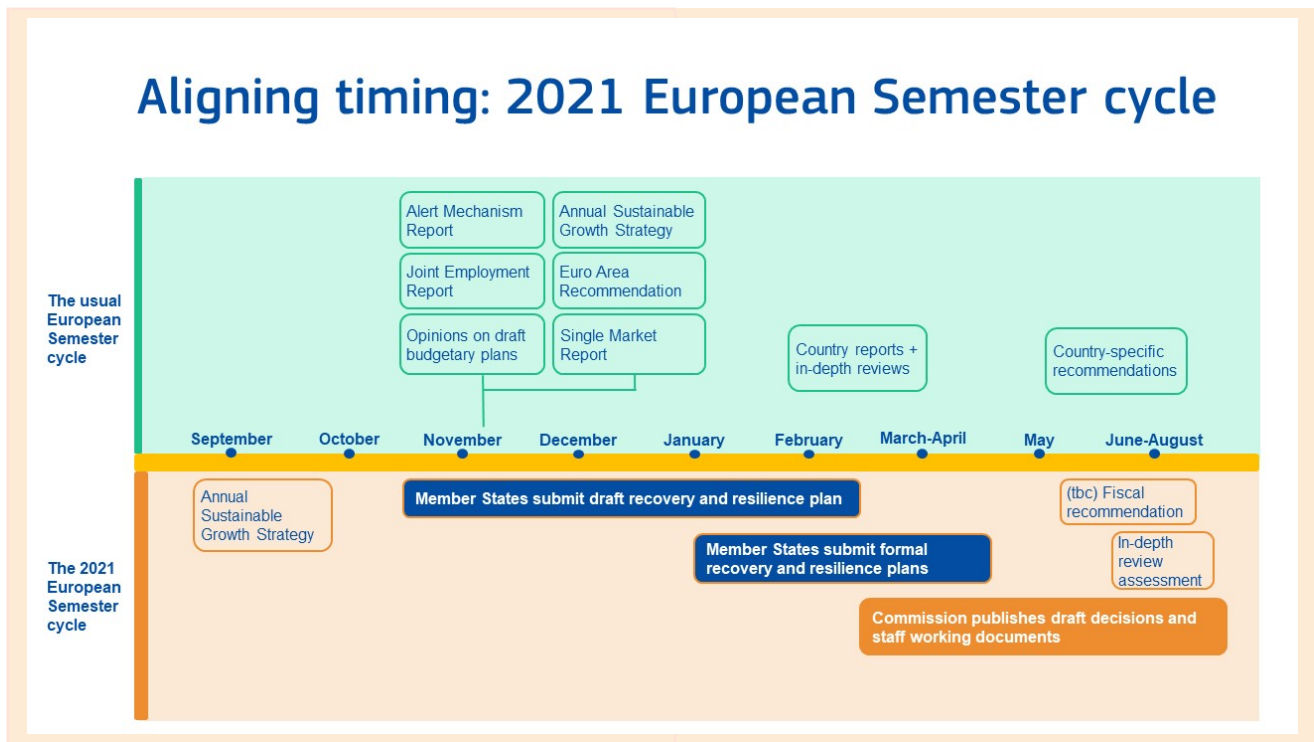 Aligning timing: 2021 European Semester cycle
The usual
European
Semester
cycle
Alert Mechanism
Report
Annual Sustainable
Growth Strategy
Joint Employment
Report
Euro Area
Recommendation
Opinions on draft
budgetary plans
Single Market
Report
Country reports +
in-depth reviews
Country-specific
recommendations
September
October
November
December
January
February
March-April
May
June-August
The 2021
European
Semester
cycle
Annual
Sustainable
Growth Strategy
Member States submit draft recovery and resilience plan
Member States submit formal
recovery and resilience plans
(tbc) Fiscal
recommendation
In-depth
review
assessment
Commission publishes draft decisions and
staff working documents